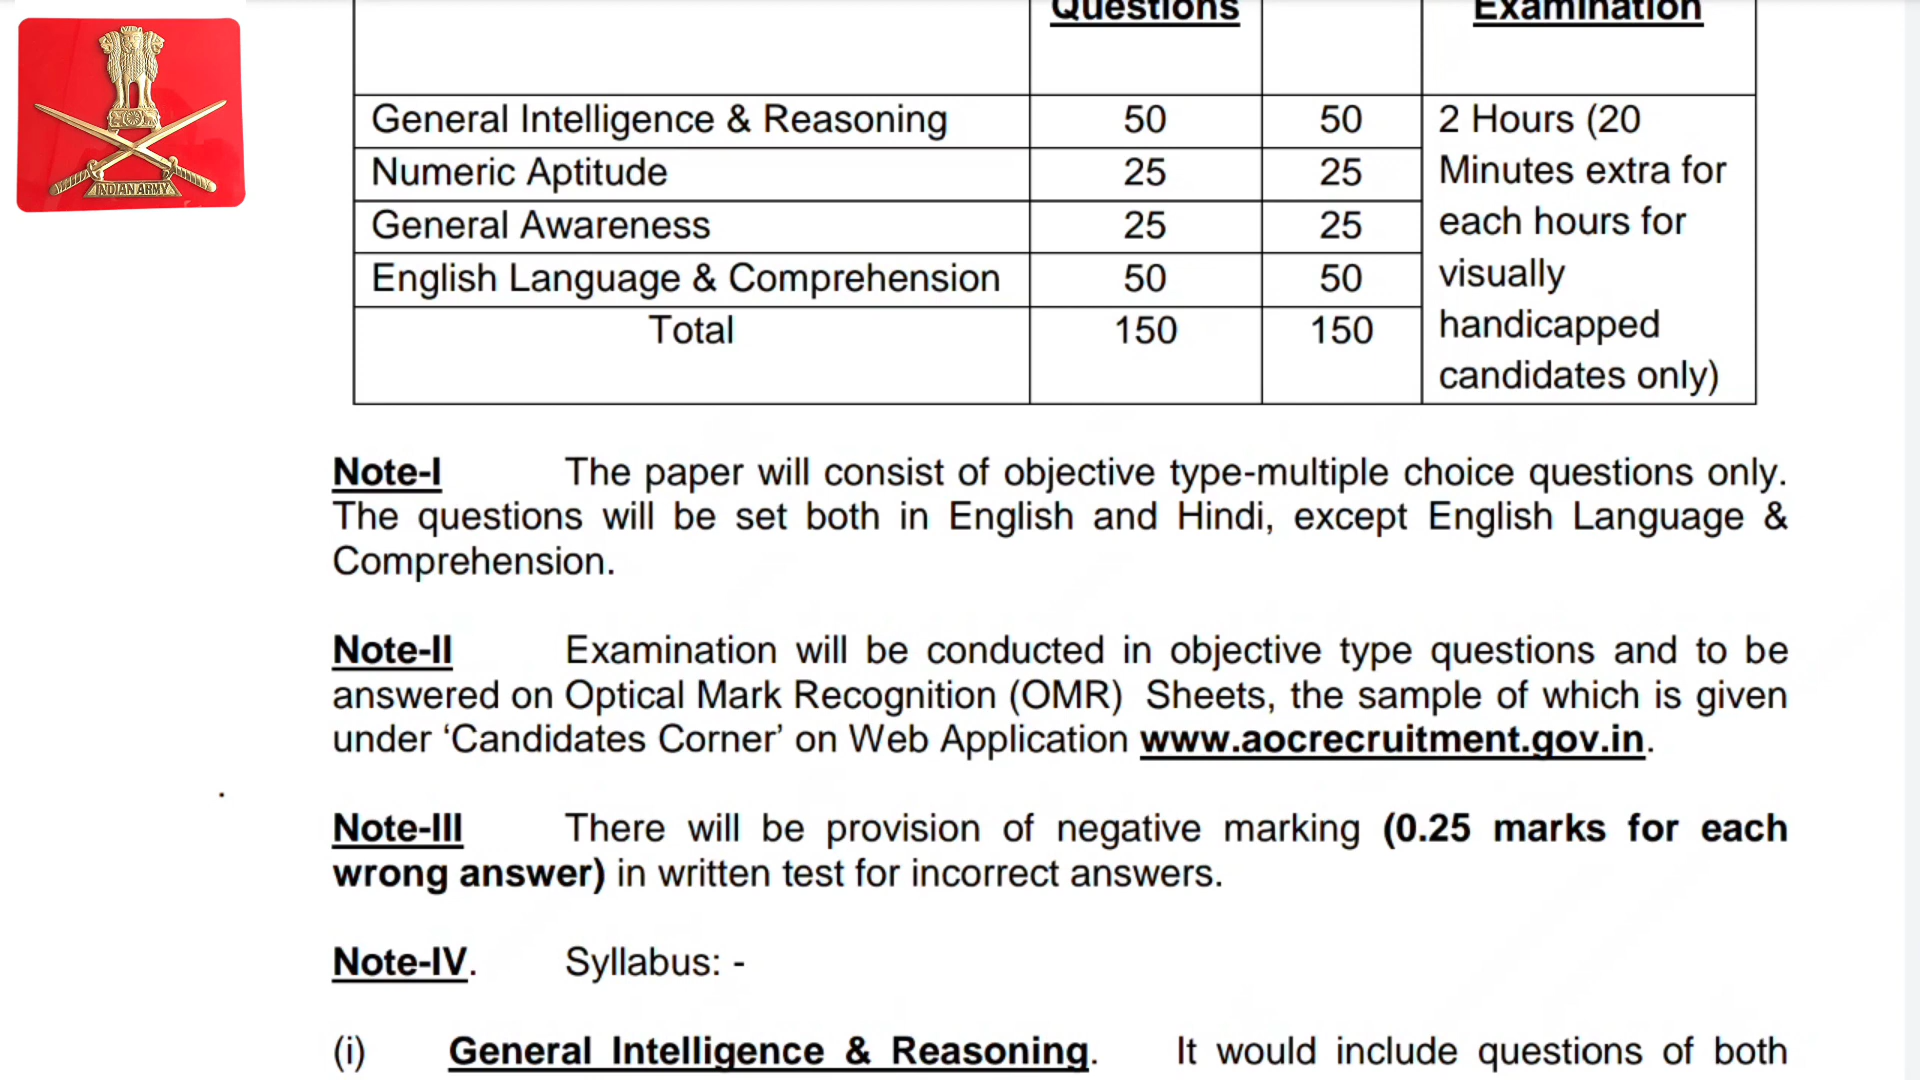 Questions
Examination
General Intelligence & Reasoning 50 50 2 Hours (20
Minutes extra for
each hours for
visually
handicapped
candidates only)
Numeric Aptitude 25 25
General Awareness 25 25
English Language & Comprehension 50 50
Total 150 150
Note-I The paper will consist of objective type-multiple choice questions only.
The questions will be set both in English and Hindi, except English Language &
Comprehension.
Note-II Examination will be conducted in objective type questions and to be
answered on Optical Mark Recognition (OMR) Sheets, the sample of which is given
under ‘Candidates Corner’ on Web Application www.aocrecruitment.gov.in.
Note-III There will be provision of negative marking (0.25 marks for each
wrong answer) in written test for incorrect answers.
Note-IV. Syllabus: -
(i) General Intelligence & Reasoning. It would include questions of both
INDIAN ARMY